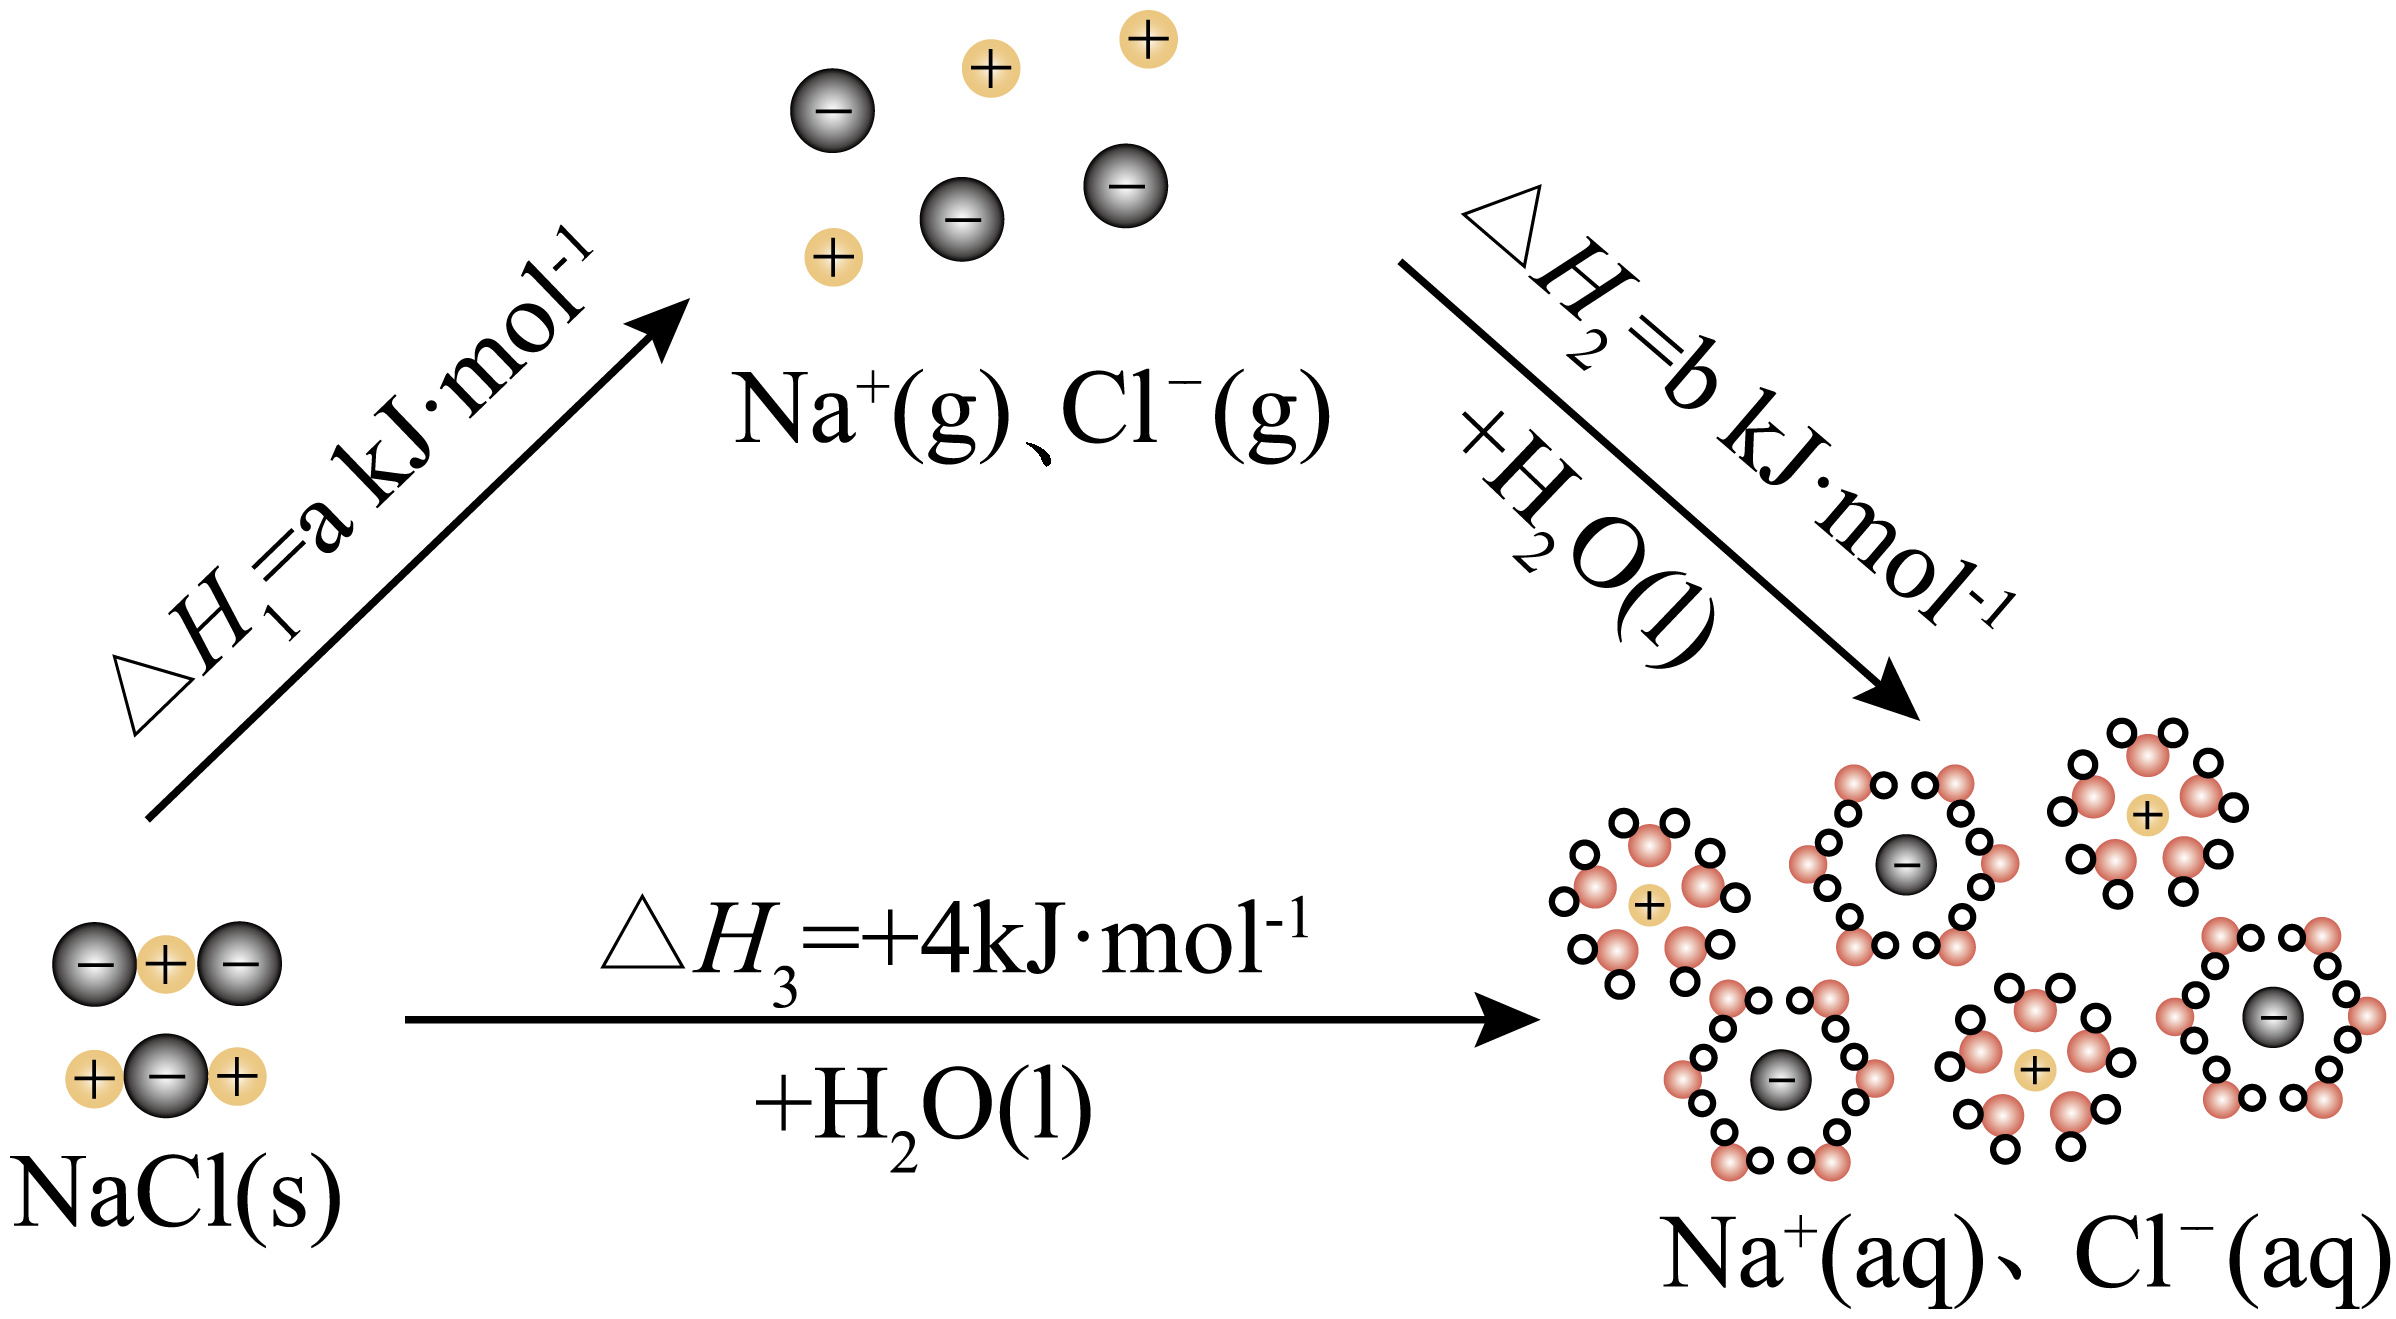 △H₁=a kJ·mol⁻¹
Na⁺(g)、Cl⁻(g)
△H₂=b kJ·mol⁻¹
+H₂O(l)
△H₃=+4kJ·mol⁻¹
+H₂O(l)
NaCl(s)
Na⁺(aq)、Cl⁻(aq)